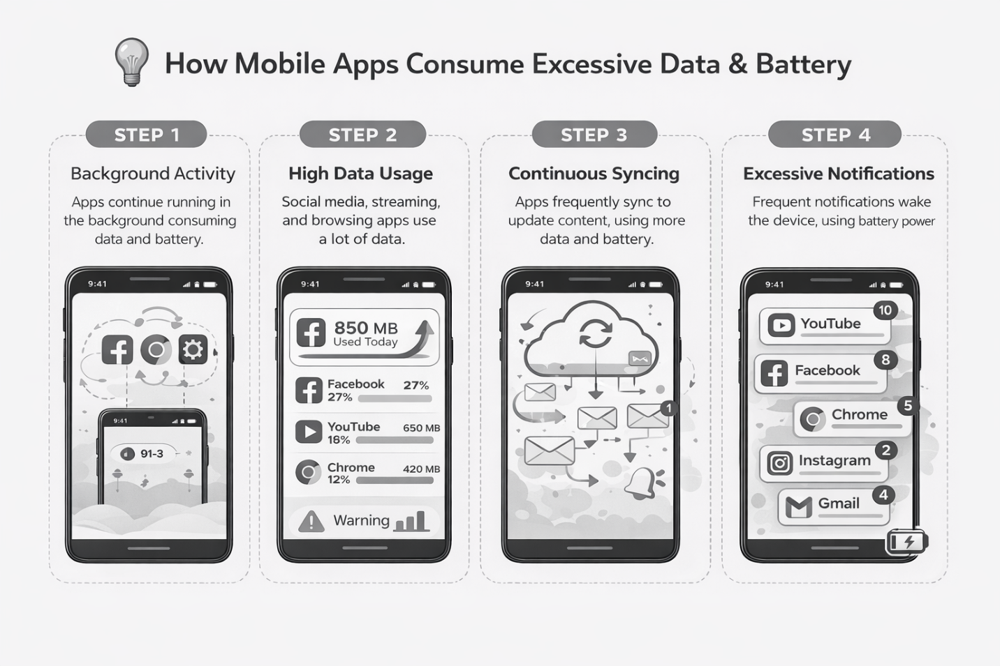 How Mobile Apps Consume Excessive Data & Battery
STEP 1
Background Activity
Apps continue running in
the background consuming
data and battery.
9:41
9:41
91-3
STEP 2
High Data Usage
Social media, streaming,
and browsing apps use
a lot of data.
9:41
850 MB
Used Today
Facebook 27%
27%
YouTube 650 MB
18%
Chrome 420 MB
12%
Warning
STEP 3
Continuous Syncing
Apps frequently sync to
update content, using more
data and battery.
9:41
1
STEP 4
Excessive Notifications
Frequent notifications wake
the device, using battery power
9:41
10
YouTube
8
Facebook
5
Chrome
2
Instagram
4
Gmail